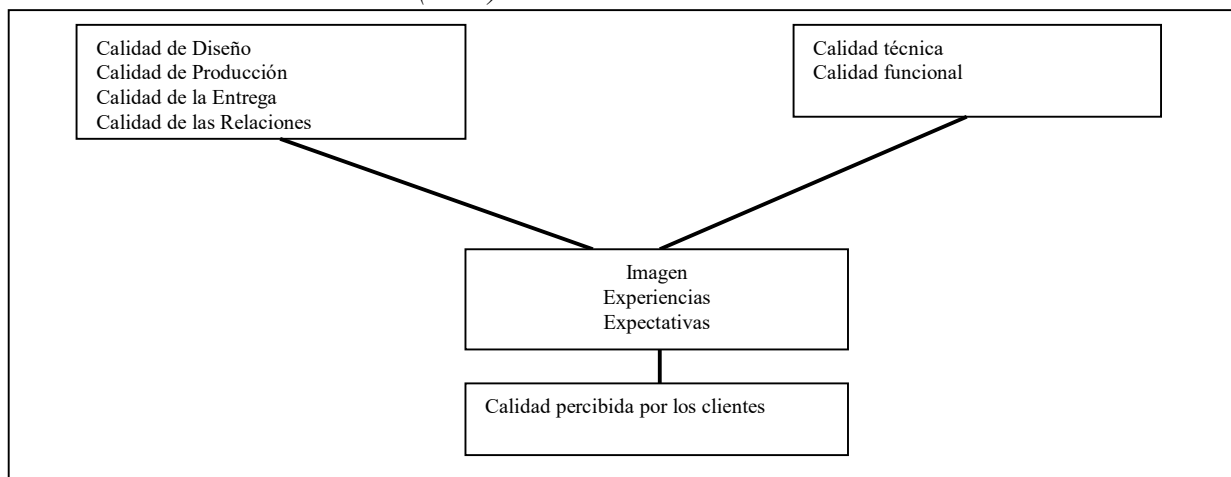 Calidad de Diseño
Calidad de Producción
Calidad de la Entrega
Calidad de las Relaciones
Calidad técnica
Calidad funcional
Imagen
Experiencias
Expectativas
Calidad percibida por los clientes